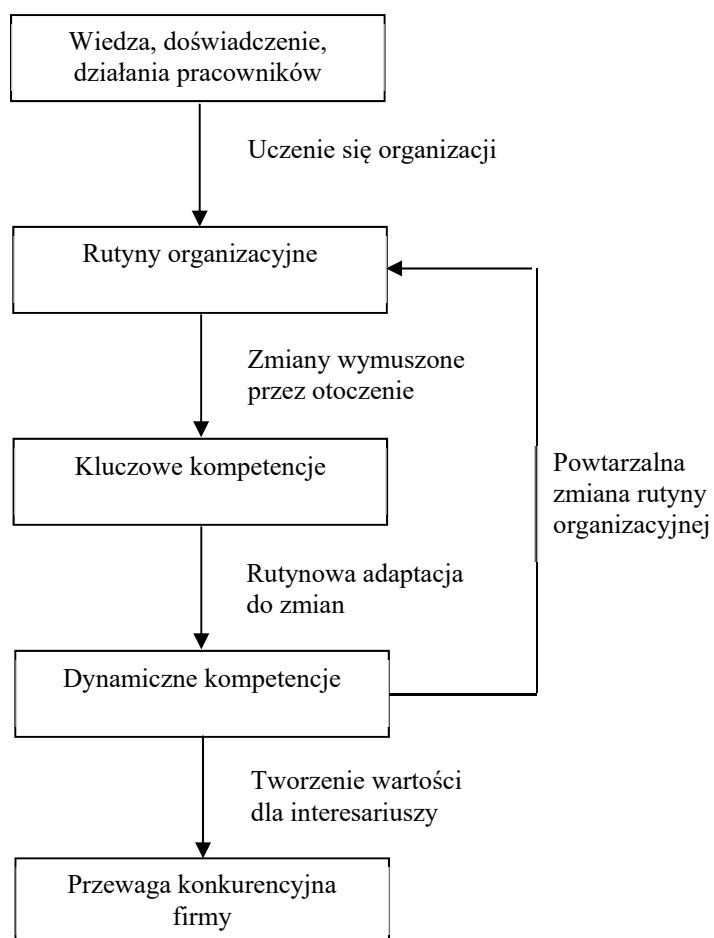 Wiedza, doświadczenie,
działania pracowników
Uczenie się organizacji
Rutyny organizacyjne
Zmiany wymuszone
przez otoczenie
Kluczowe kompetencje
Powtarzalna
zmiana rutyny
organizacyjnej
Rutynowa adaptacja
do zmian
Dynamiczne kompetencje
Tworzenie wartości
dla interesariuszy
Przewaga konkurencyjna
firmy